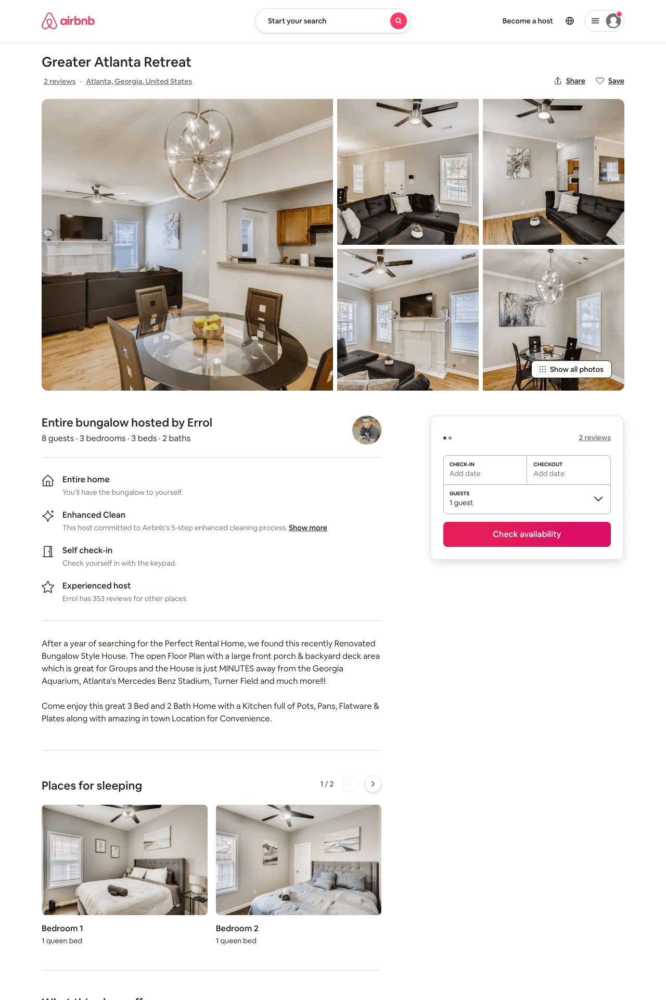 airbnb
Start your search
Become a host
Greater Atlanta Retreat
2 reviews · Atlanta, Georgia, United States
Share
Save
Show all photos
Entire bungalow hosted by Errol
8 guests · 3 bedrooms · 3 beds · 2 baths
Entire home
You'll have the bungalow to yourself.
Enhanced Clean
This host committed to Airbnb's 5-step enhanced cleaning process. Show more
Self check-in
Check yourself in with the keypad.
Experienced host
Errol has 353 reviews for other places.
2 reviews
CHECK-IN
Add date
CHECKOUT
Add date
GUESTS
1 guest
Check availability
After a year of searching for the Perfect Rental Home, we found this recently Renovated
Bungalow Style House. The open Floor Plan with a large front porch & backyard deck area
which is great for Groups and the House is just MINUTES away from the Georgia
Aquarium, Atlanta's Mercedes Benz Stadium, Turner Field and much more!!!
Come enjoy this great 3 Bed and 2 Bath Home with a Kitchen full of Pots, Pans, Flatware &
Plates along with amazing in town Location for Convenience.
Places for sleeping
1 / 2
Bedroom 1
1 queen bed
Bedroom 2
1 queen bed